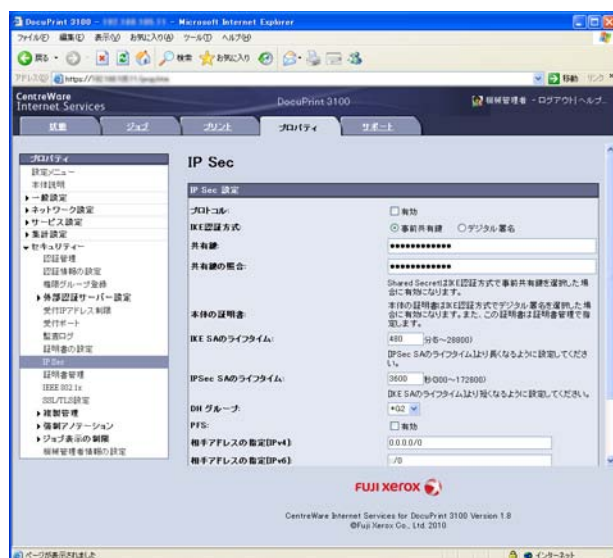 DocuPrint 3100 - Microsoft Internet Explorer
ファイル(F) 編集(E) 表示(V) お気に入り(A) ツール(T) ヘルプ(H)
戻る 検索 お気に入り
アドレス(D) https:// 移動 リンク
CentreWare
Internet Services
DocuPrint 3100
機械管理者 - ログアウト | ヘルプ
状態 ジョブ プリント プロパティ サポート
プロパティ
設定メニュー
本体説明
一般設定
ネットワーク設定
サービス設定
集計設定
セキュリティー
認証管理
認証情報の設定
権限グループ登録
外部認証サーバー設定
受付IPアドレス制限
受付ポート
監査ログ
証明書の設定
IP Sec
証明書管理
IEEE 802.1x
SSL/TLS設定
複製管理
強制アノテーション
ジョブ表示の制限
機械管理者情報の設定
IP Sec
IP Sec 設定
プロトコル: 有効
IKE認証方式: 事前共有鍵 デジタル署名
共有鍵: ●●●●●●●●●●●●
共有鍵の照合: ●●●●●●●●●●●●
Shared SecretはIKE認証方式で事前共有鍵を選択した場
合に有効になります。
本体の証明書: 本体の証明書はIKE認証方式でデジタル署名を選択した場
合に有効になります。また、この証明書は証明書管理で指
定します。
IKE SAのライフタイム: 480 分(5~28800)
[IPSec SAのライフタイム]より長くなるように設定してくださ
い。
IPSec SAのライフタイム: 3600 秒(300~172800)
[IKE SAのライフタイム]より短くなるように設定してください。
DH グループ: *G2
PFS: 有効
相手アドレスの指定[IPv4]: 0.0.0.0/0
相手アドレスの指定[IPv6]: ::/0
FUJI XEROX
CentreWare Internet Services for DocuPrint 3100 Version 1.8
©Fuji Xerox Co., Ltd. 2010
ページが表示されました インターネット